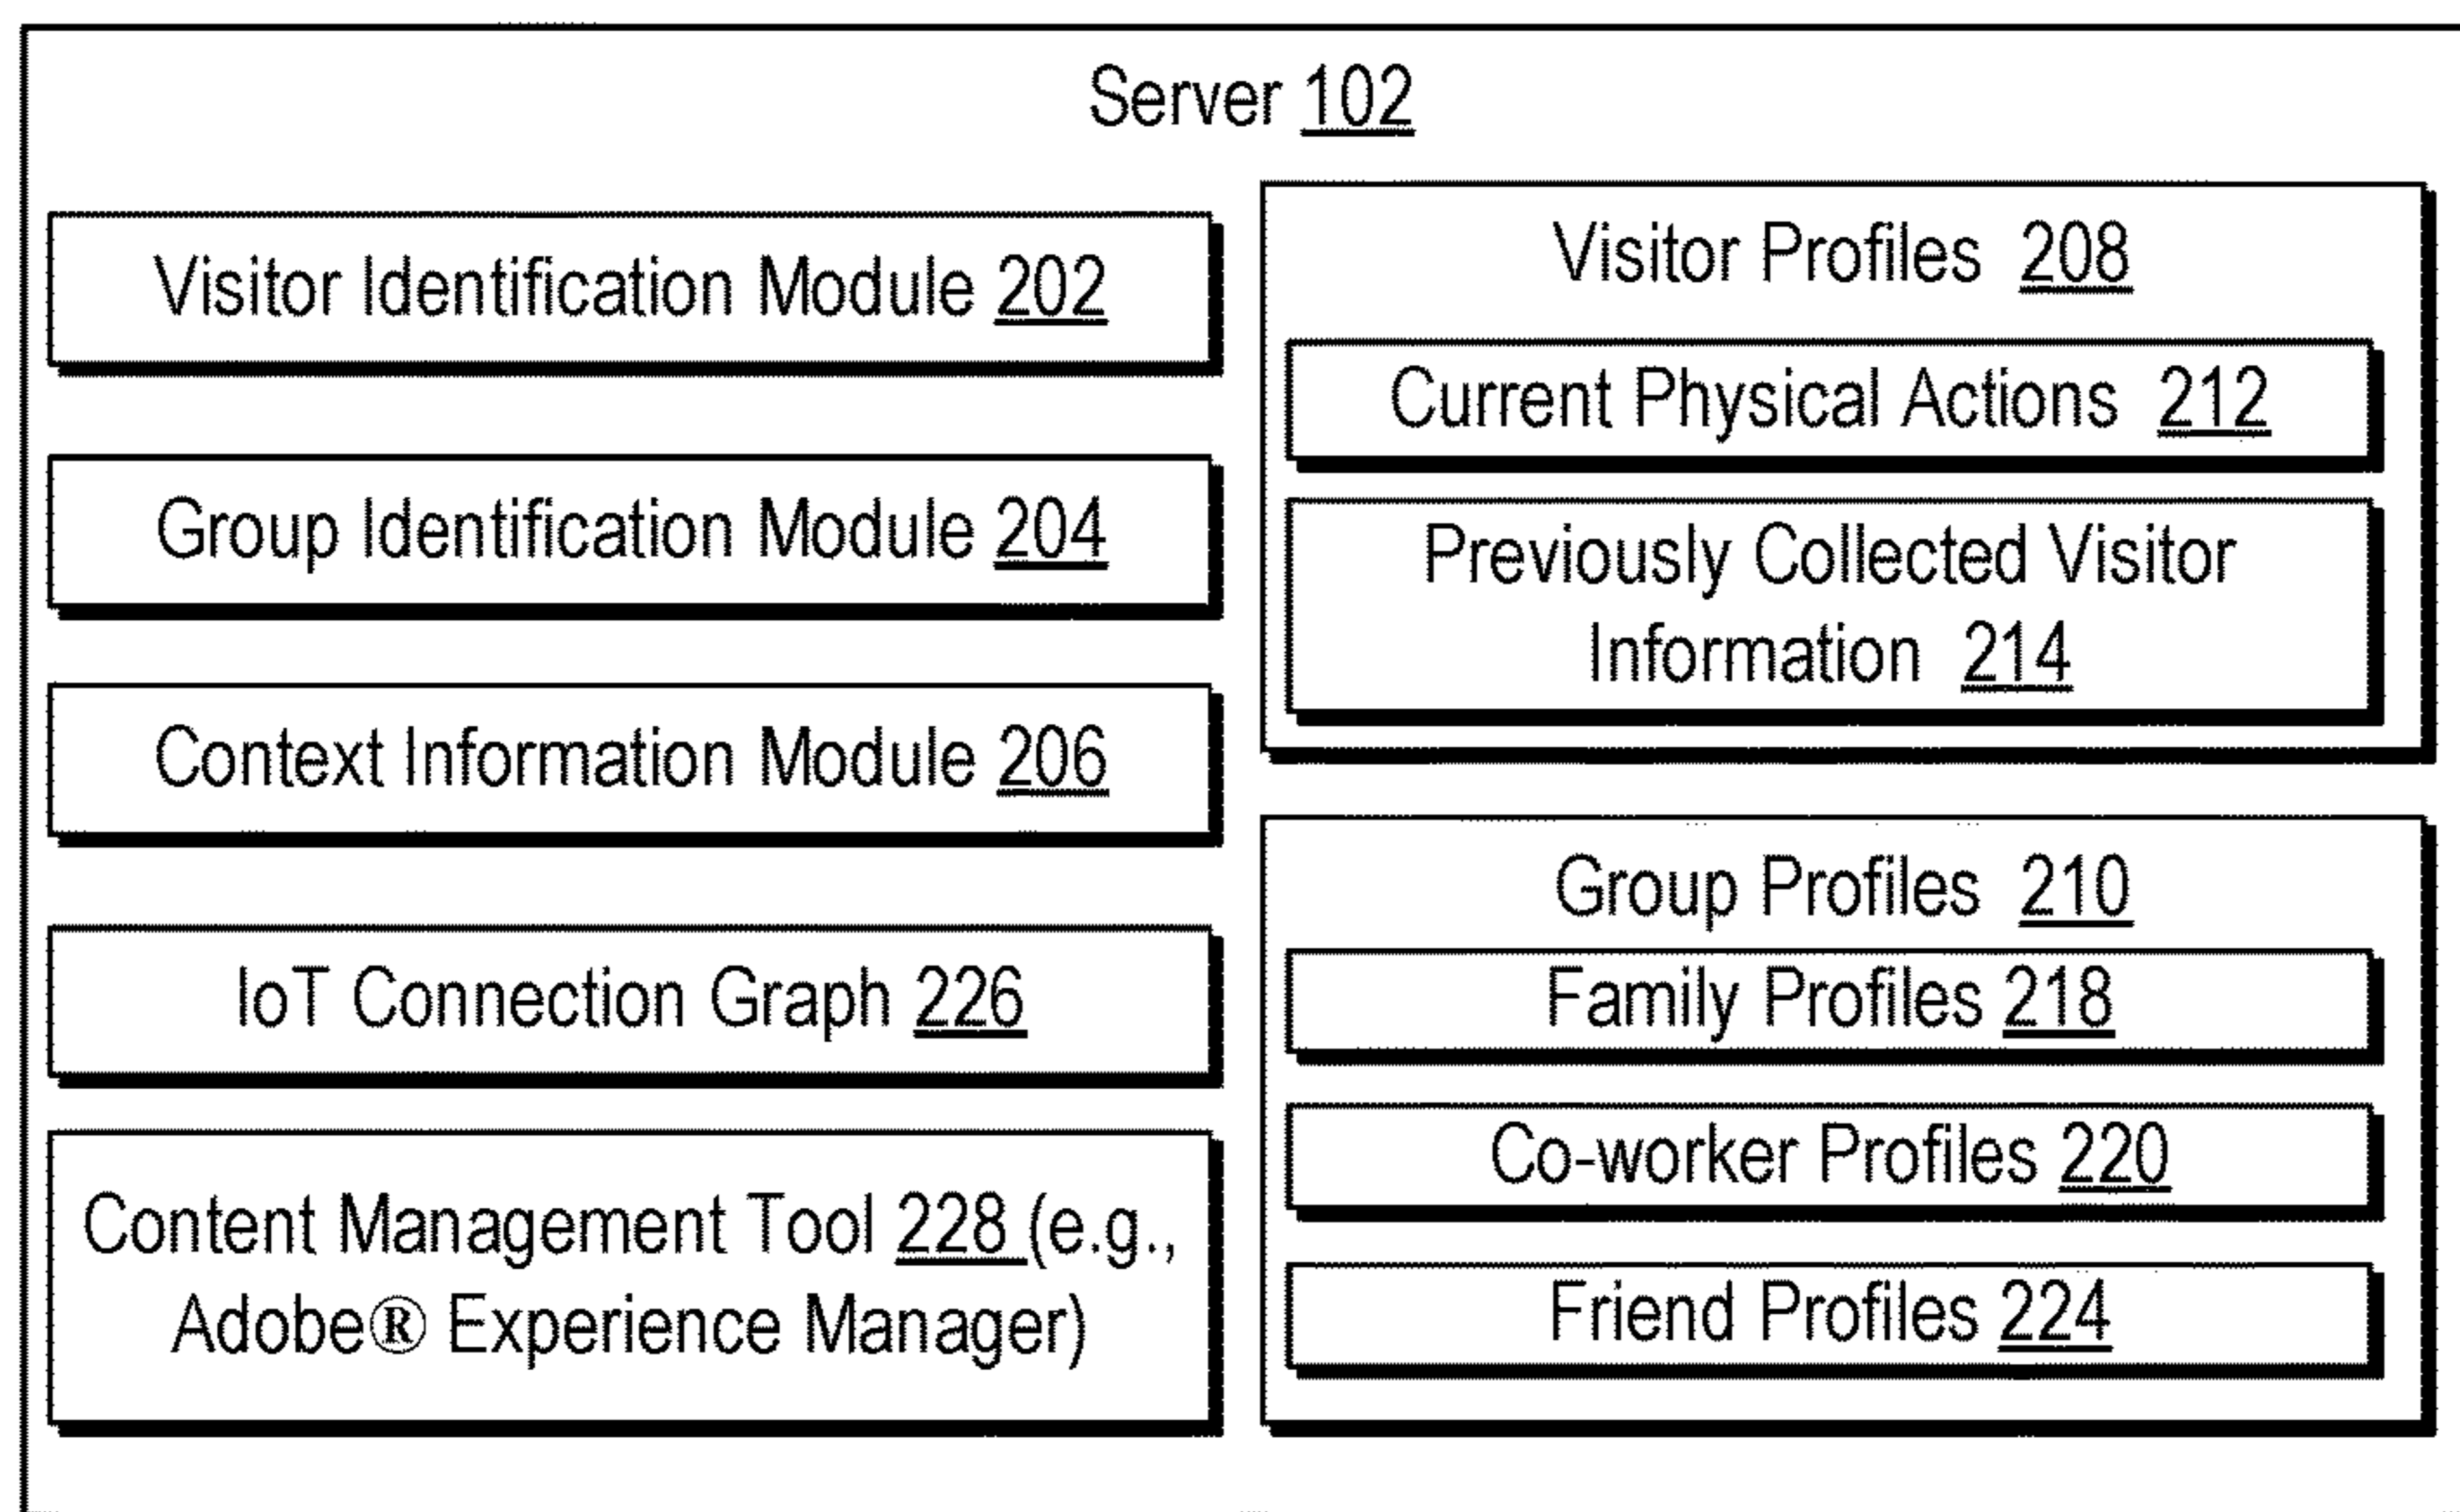 Server 102
Visitor Identification Module 202
Group Identification Module 204
Context Information Module 206
IoT Connection Graph 226
Content Management Tool 228 (e.g.,
Adobe® Experience Manager)
Visitor Profiles 208
Current Physical Actions 212
Previously Collected Visitor
Information 214
Group Profiles 210
Family Profiles 218
Co-worker Profiles 220
Friend Profiles 224